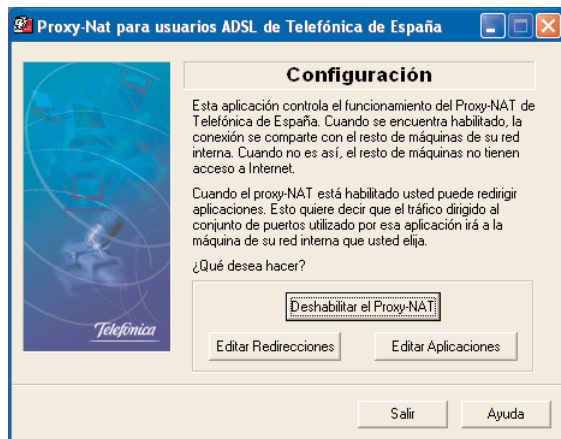 Proxy-Nat para usuarios ADSL de Telefónica de España
Configuración
Esta aplicación controla el funcionamiento del Proxy-NAT de
Telefónica de España. Cuando se encuentra habilitado, la
conexión se comparte con el resto de máquinas de su red
interna. Cuando no es así, el resto de máquinas no tienen
acceso a Internet.
Cuando el proxy-NAT está habilitado usted puede redirigir
aplicaciones. Esto quiere decir que el tráfico dirigido al
conjunto de puertos utilizado por esa aplicación irá a la
máquina de su red interna que usted elija.
¿Qué desea hacer?
Deshabilitar el Proxy-NAT
Editar Redirecciones
Editar Aplicaciones
Telefónica
Salir
Ayuda